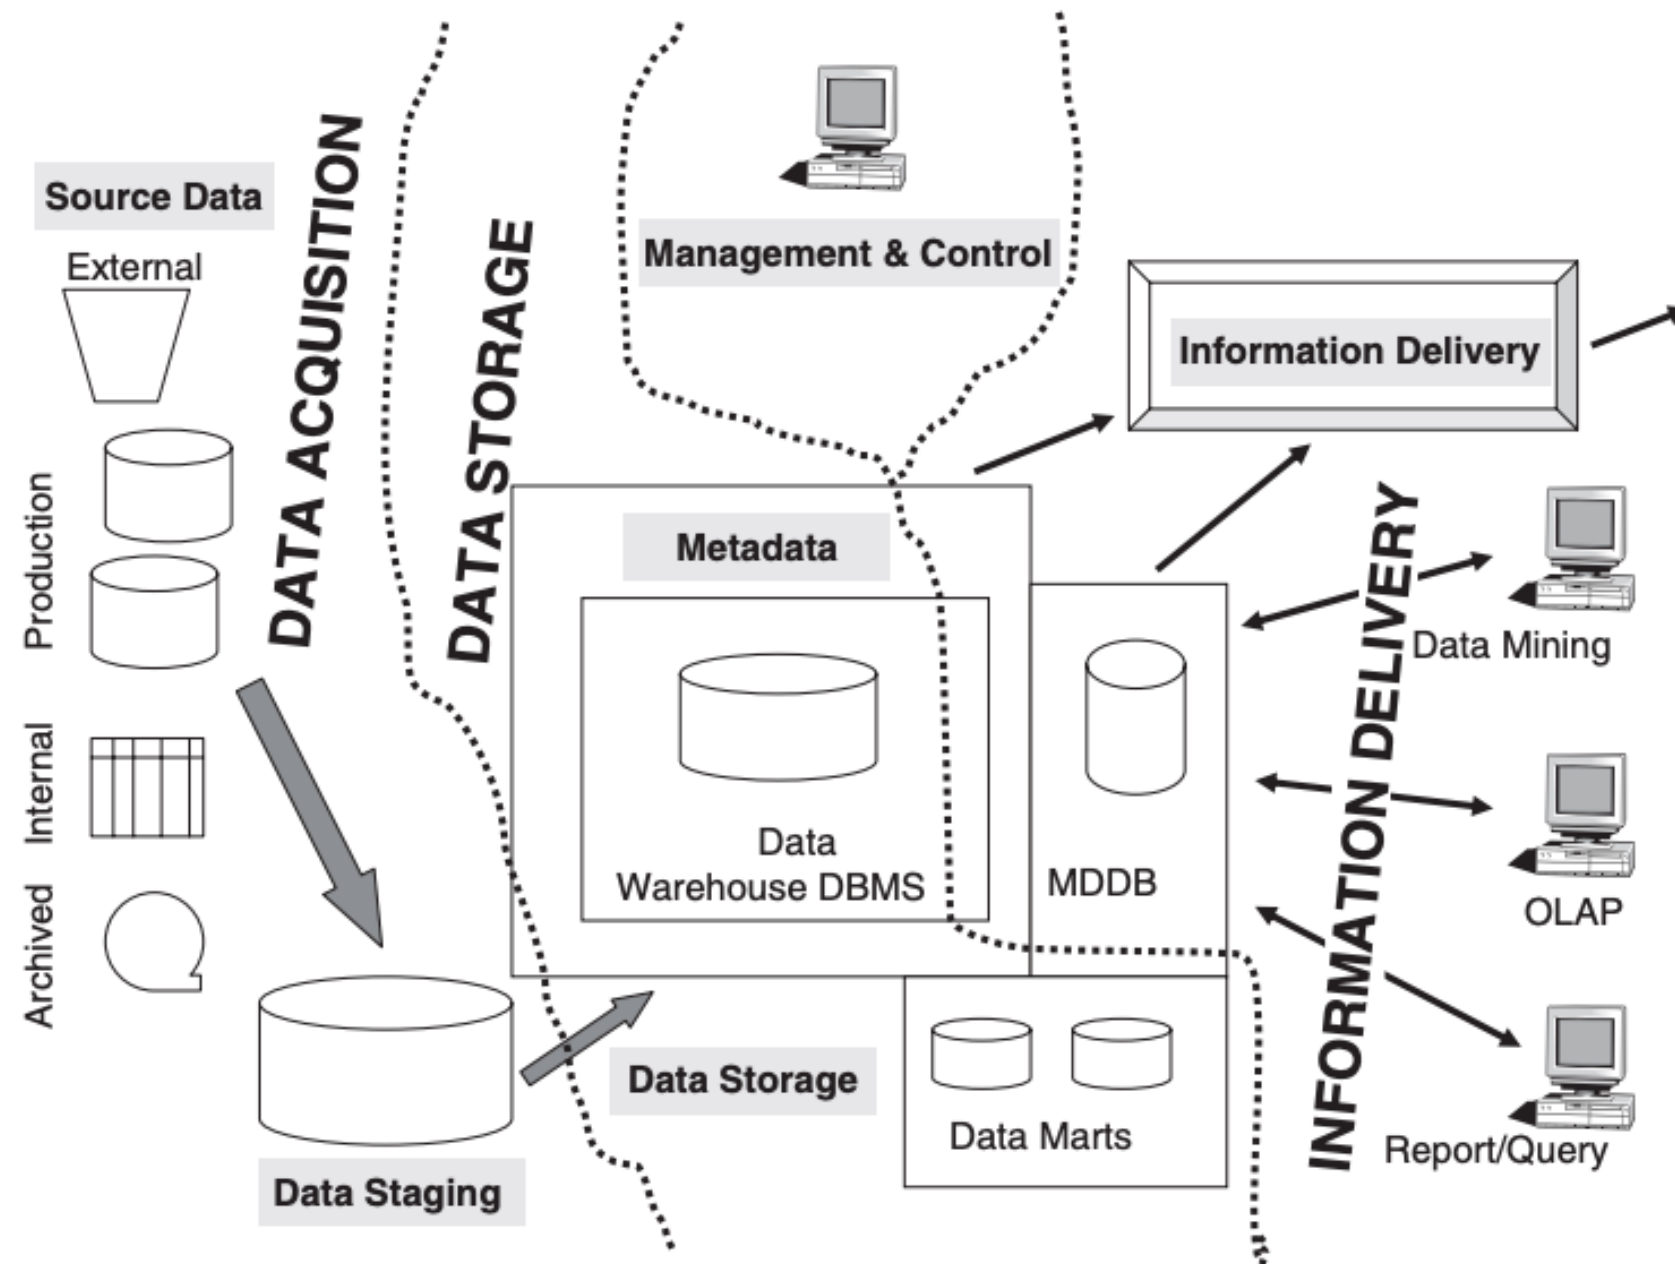 Source Data
External
Production
Internal
Archived
DATA ACQUISITION
Data Staging
DATA STORAGE
Management & Control
Metadata
Data
Warehouse DBMS
MDDB
Data Storage
Data Marts
Information Delivery
INFORMATION DELIVERY
Data Mining
OLAP
Report/Query